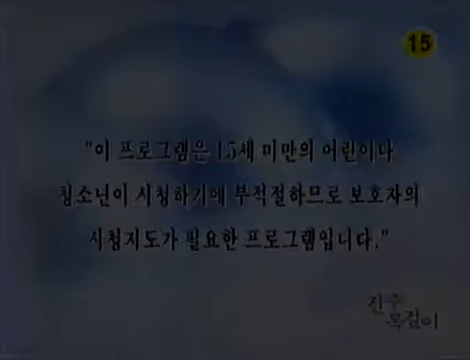 15
"이 프로그램은 15세 미만의 어린이나
청소년이 시청하기에 부적절하므로 보호자의
시청지도가 필요한 프로그램입니다."
진주
목걸이